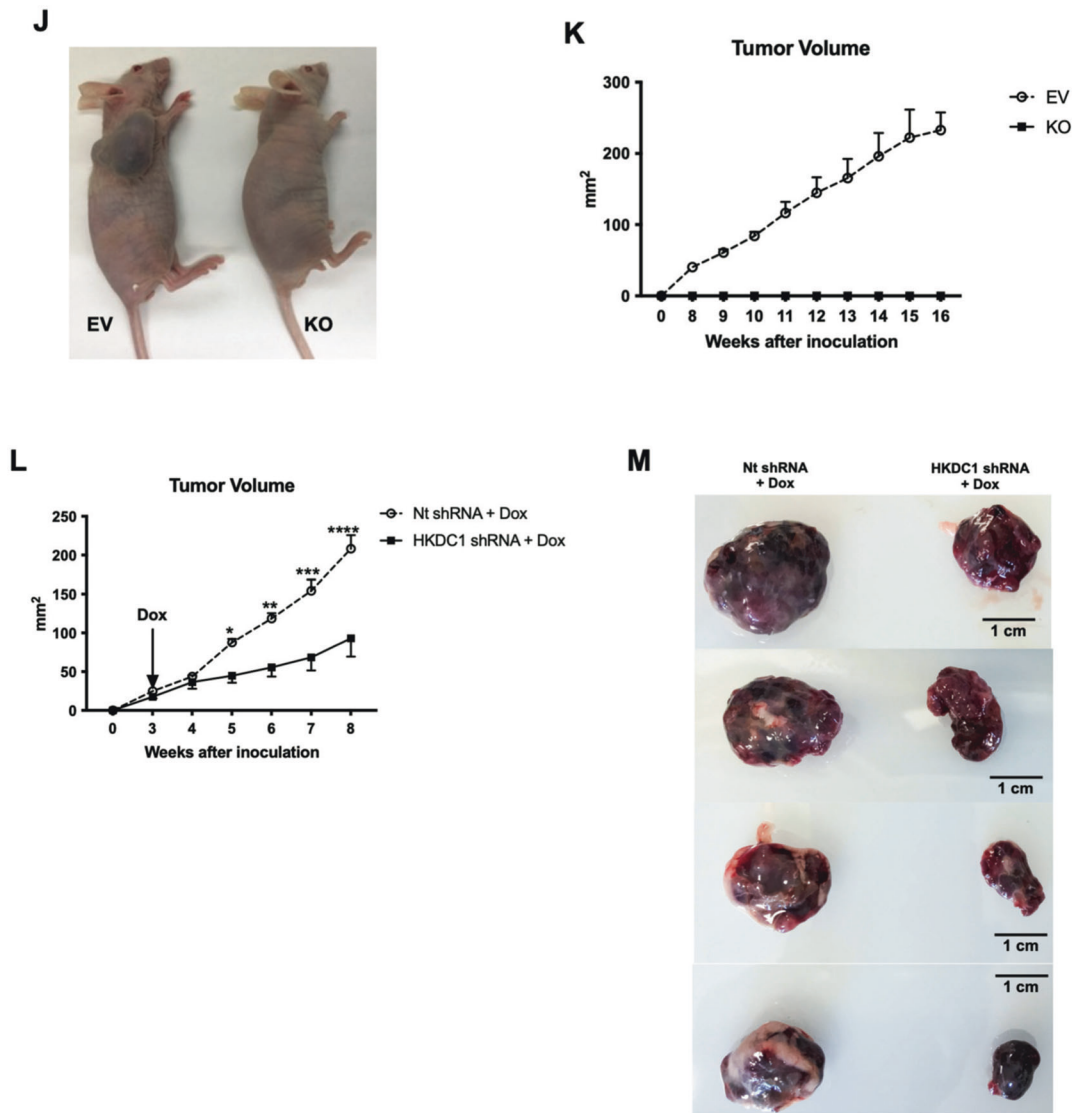 J
EV
KO
K
Tumor Volume
300
200
100
0
mm²
0 8 9 10 11 12 13 14 15 16
Weeks after inoculation
EV
KO
L
Tumor Volume
250
200
150
100
50
0
mm²
Dox
*
**
***
****
0 3 4 5 6 7 8
Weeks after inoculation
Nt shRNA + Dox
HKDC1 shRNA + Dox
M
Nt shRNA
+ Dox
HKDC1 shRNA
+ Dox
1 cm
1 cm
1 cm
1 cm